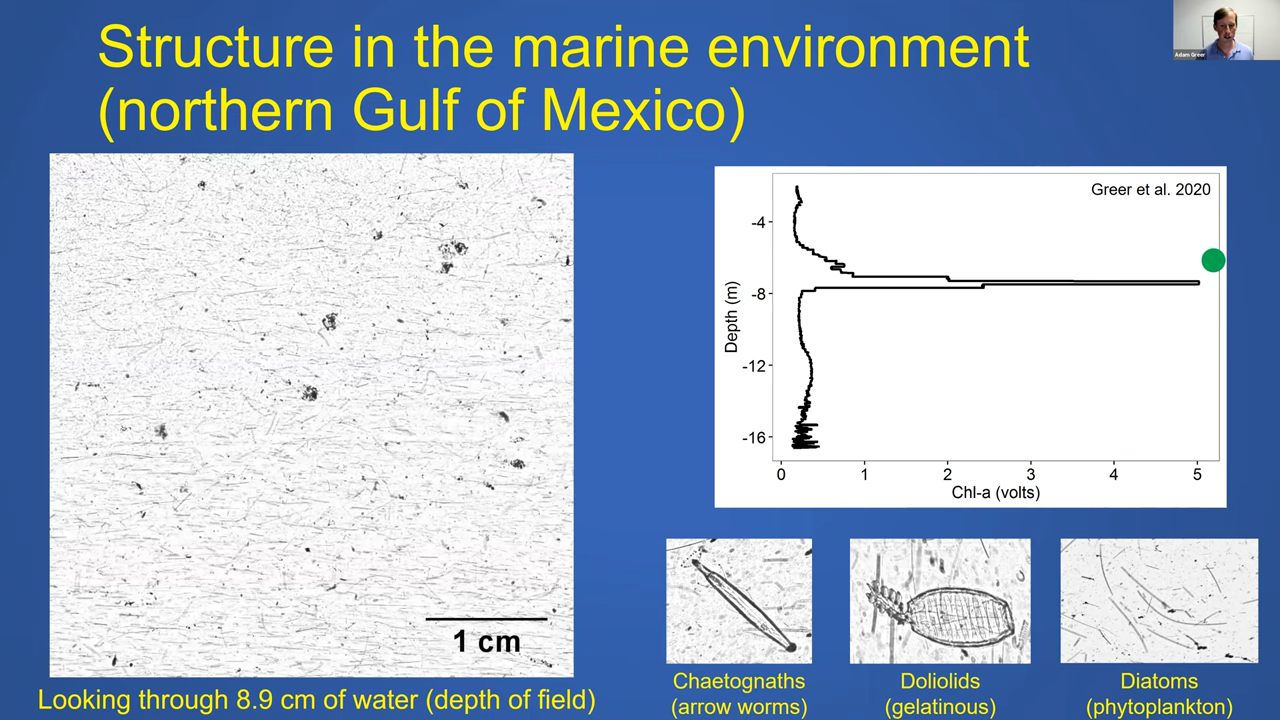 Structure in the marine environment
(northern Gulf of Mexico)
Adam Greer
1 cm
Looking through 8.9 cm of water (depth of field)
Greer et al. 2020
Depth (m)
-4
-8
-12
-16
0 1 2 3 4 5
Chl-a (volts)
Chaetognaths
(arrow worms)
Doliolids
(gelatinous)
Diatoms
(phytoplankton)